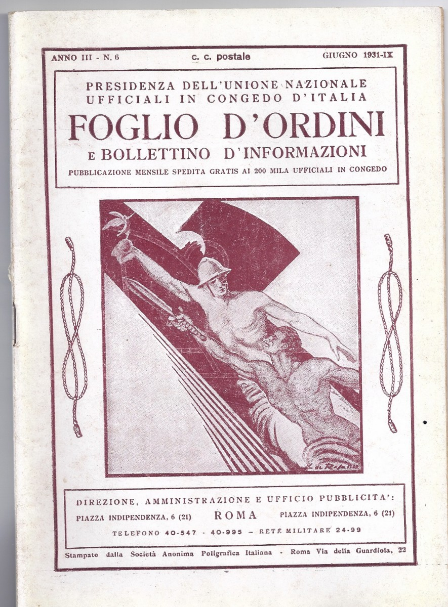 ANNO III - N. 6 c. c. postale GIUGNO 1931-IX
PRESIDENZA DELL'UNIONE NAZIONALE
UFFICIALI IN CONGEDO D'ITALIA
FOGLIO D'ORDINI
E BOLLETTINO D'INFORMAZIONI
PUBBLICAZIONE MENSILE SPEDITA GRATIS AI 200 MILA UFFICIALI IN CONGEDO
DIREZIONE, AMMINISTRAZIONE E UFFICIO PUBBLICITA':
PIAZZA INDIPENDENZA, 6 (21) ROMA PIAZZA INDIPENDENZA, 6 (21)
TELEFONO 40-547 - 40-995 - RETE MILITARE 24-99
Stampato dalla Società Anonima Poligrafica Italiana - Roma Via della Guardiola, 22